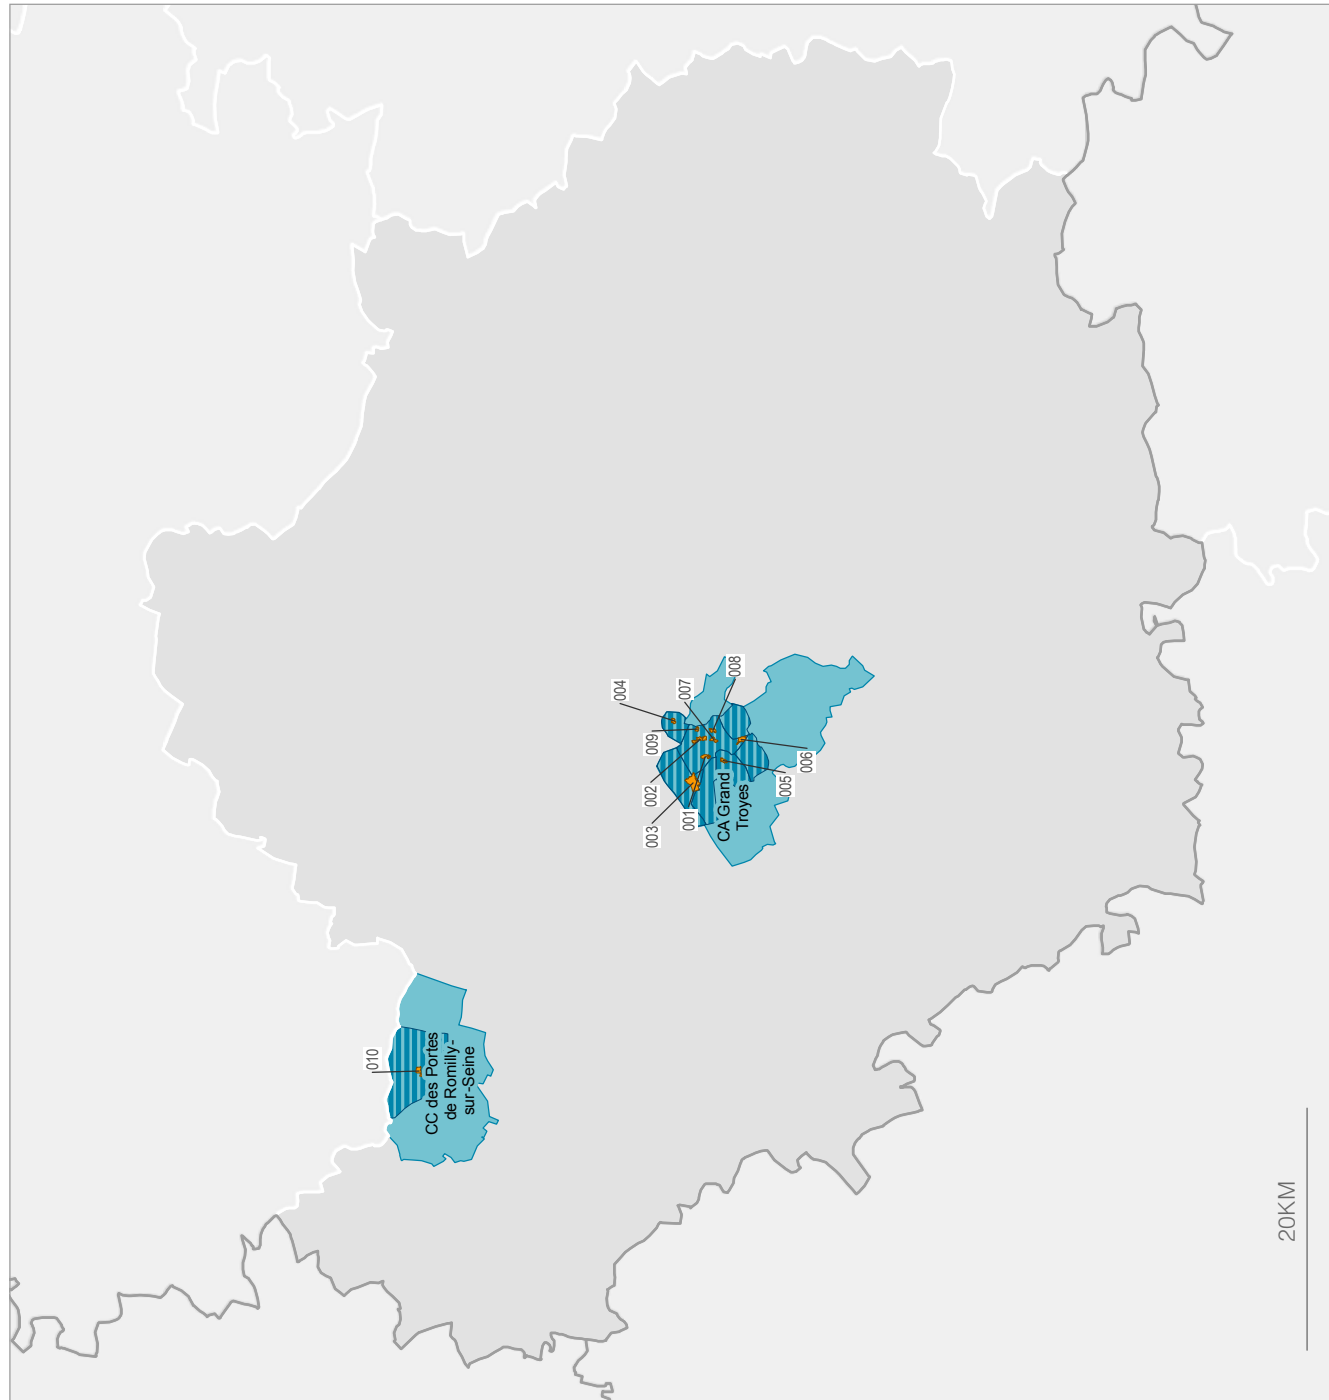 010
CC des Portes
de Romilly-
sur-Seine
004
003
002
009
001
007
CA Grand
Troyes
008
005
006
20KM